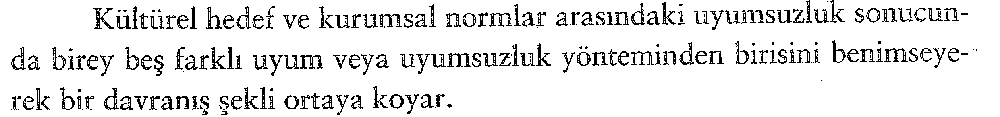 Kültürel hedef ve kurumsal normlar arasındaki uyumsuzluk sonucun-
da birey beş farklı uyum veya uyumsuzluk yönteminden birisini benimseye-
rek bir davranış şekli ortaya koyar.